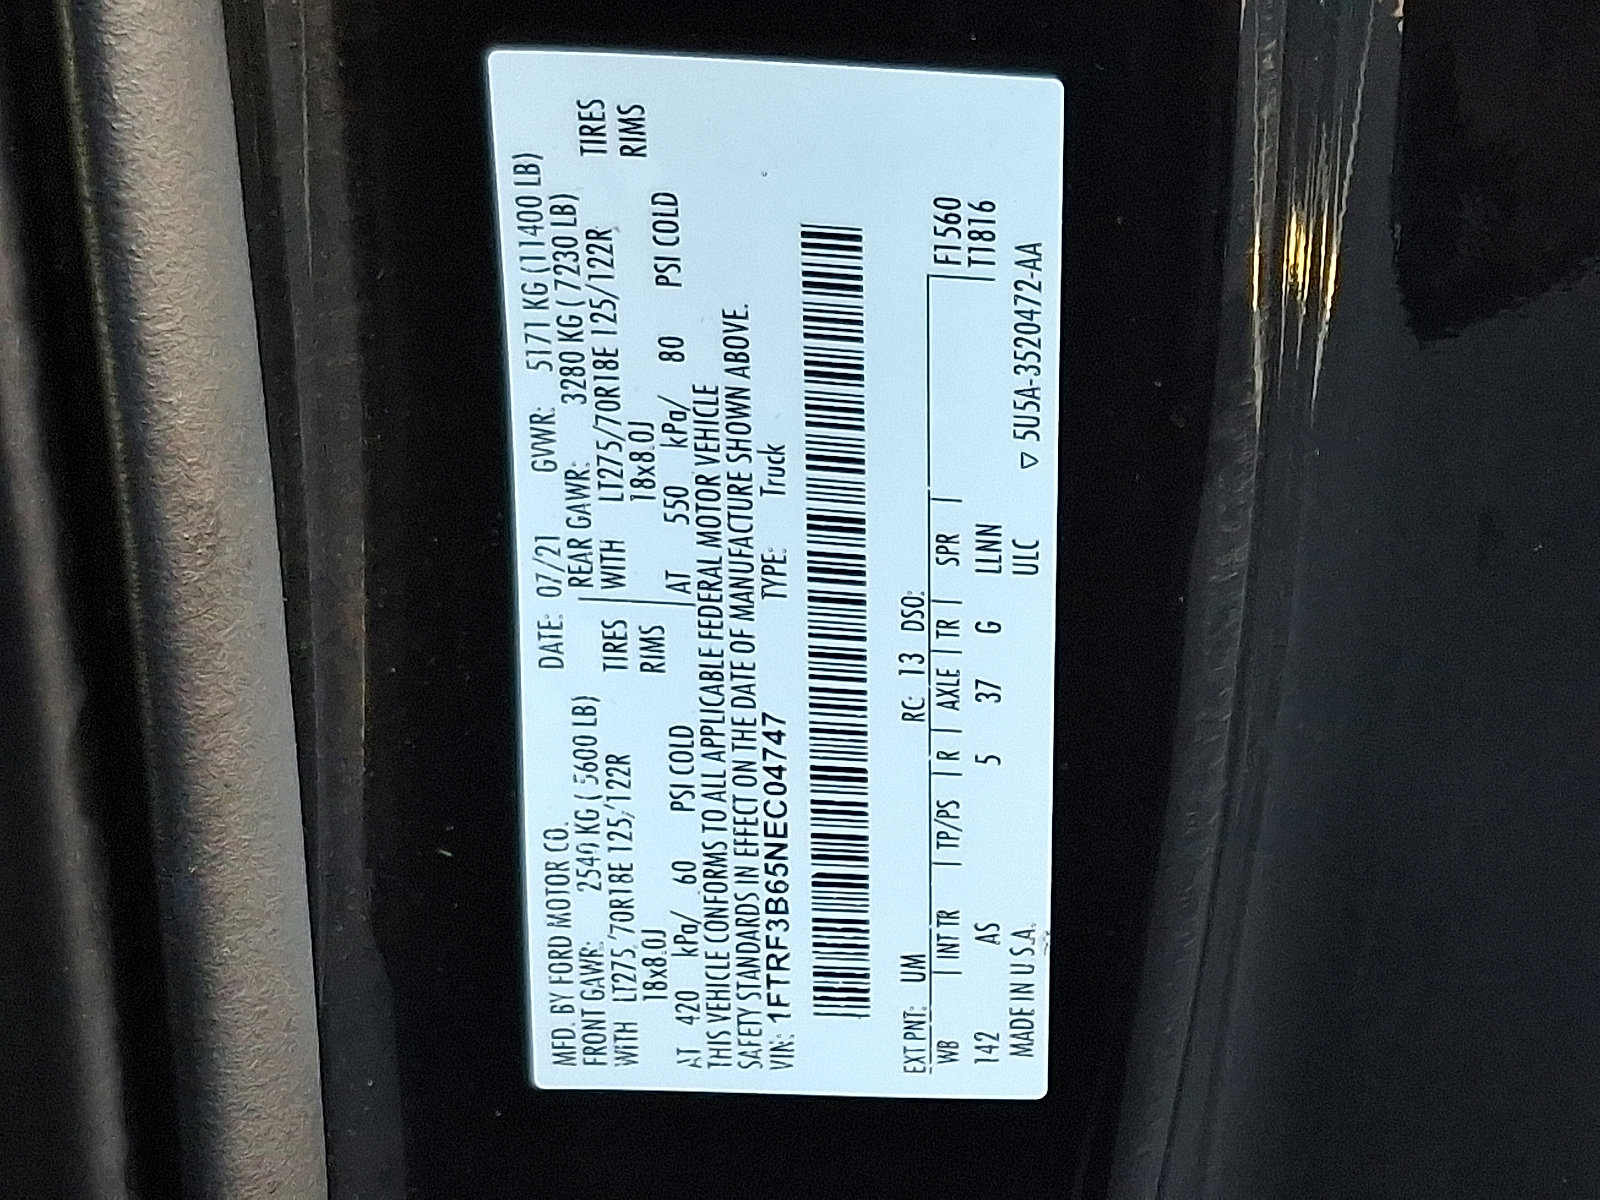 MFD. BY FORD MOTOR CO. DATE: 07/21 GVWR: 5171 KG (11400 LB)
FRONT GAWR: 2540 KG ( 5600 LB) REAR GAWR: 3280 KG ( 7230 LB)
WITH LT275/70R18E 125/122R TIRES WITH LT275/70R18E 125/122R TIRES
18x8.0J RIMS 18x8.0J RIMS
AT 420 kPa/ 60 PSI COLD AT 550 kPa/ 80 PSI COLD
THIS VEHICLE CONFORMS TO ALL APPLICABLE FEDERAL MOTOR VEHICLE
SAFETY STANDARDS IN EFFECT ON THE DATE OF MANUFACTURE SHOWN ABOVE.
VIN: 1FTRF3B65NEC04747 TYPE: Truck
EXT PNT: UM RC: 13 DSO:
WB | INT TR | TP/PS | R | AXLE | TR | SPR | F1560
142 AS 5 37 G LLNN T1816
MADE IN U.S.A. ULC ▽ 5U5A-3520472-AA